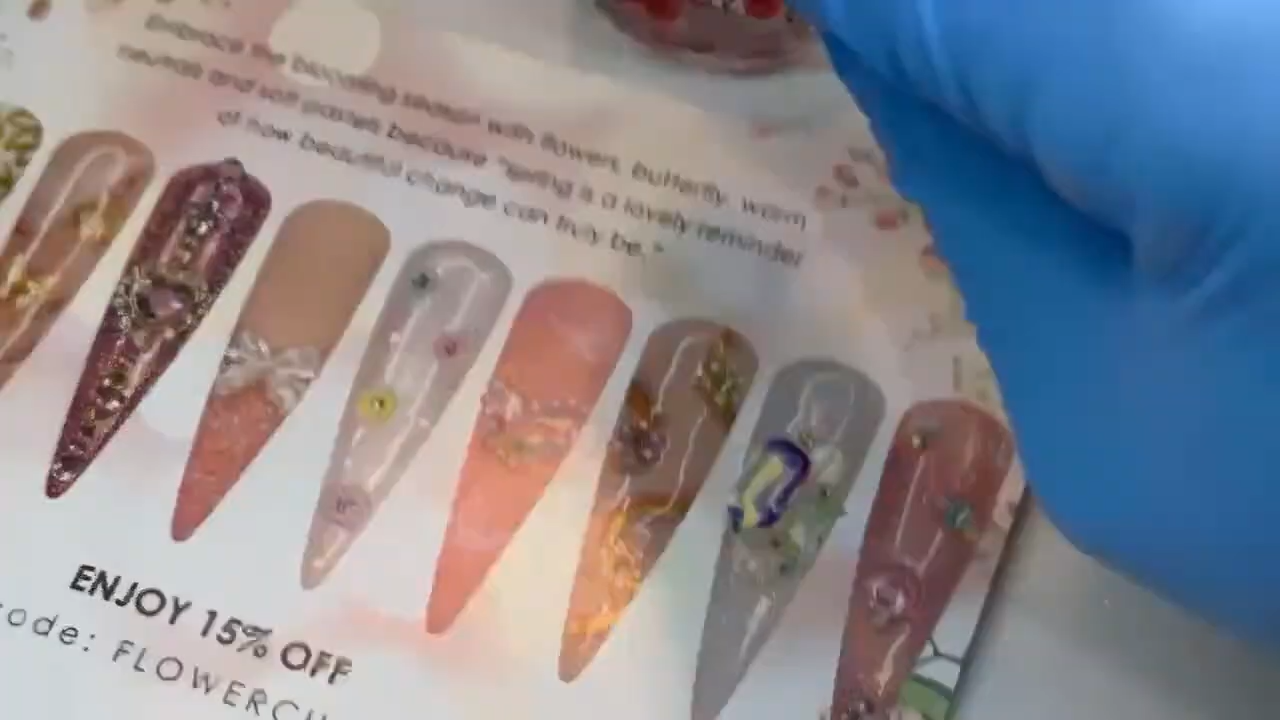 Embrace the blooming season with flowers, butterfly, warm
neutrals and soft pastels because "spring is a lovely reminder
of how beautiful change can truly be."
ENJOY 15% OFF
code: FLOWERCU